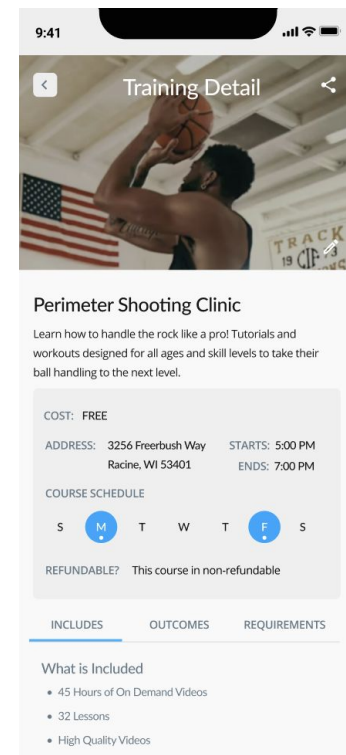 9:41
Training Detail
TRACK
19
CIF
3
Perimeter Shooting Clinic
Learn how to handle the rock like a pro! Tutorials and
workouts designed for all ages and skill levels to take their
ball handling to the next level.
COST: FREE
ADDRESS: 3256 Freerbush Way STARTS: 5:00 PM
Racine, WI 53401 ENDS: 7:00 PM
COURSE SCHEDULE
S M T W T F S
REFUNDABLE? This course in non-refundable
INCLUDES OUTCOMES REQUIREMENTS
What is Included
• 45 Hours of On Demand Videos
• 32 Lessons
• High Quality Videos